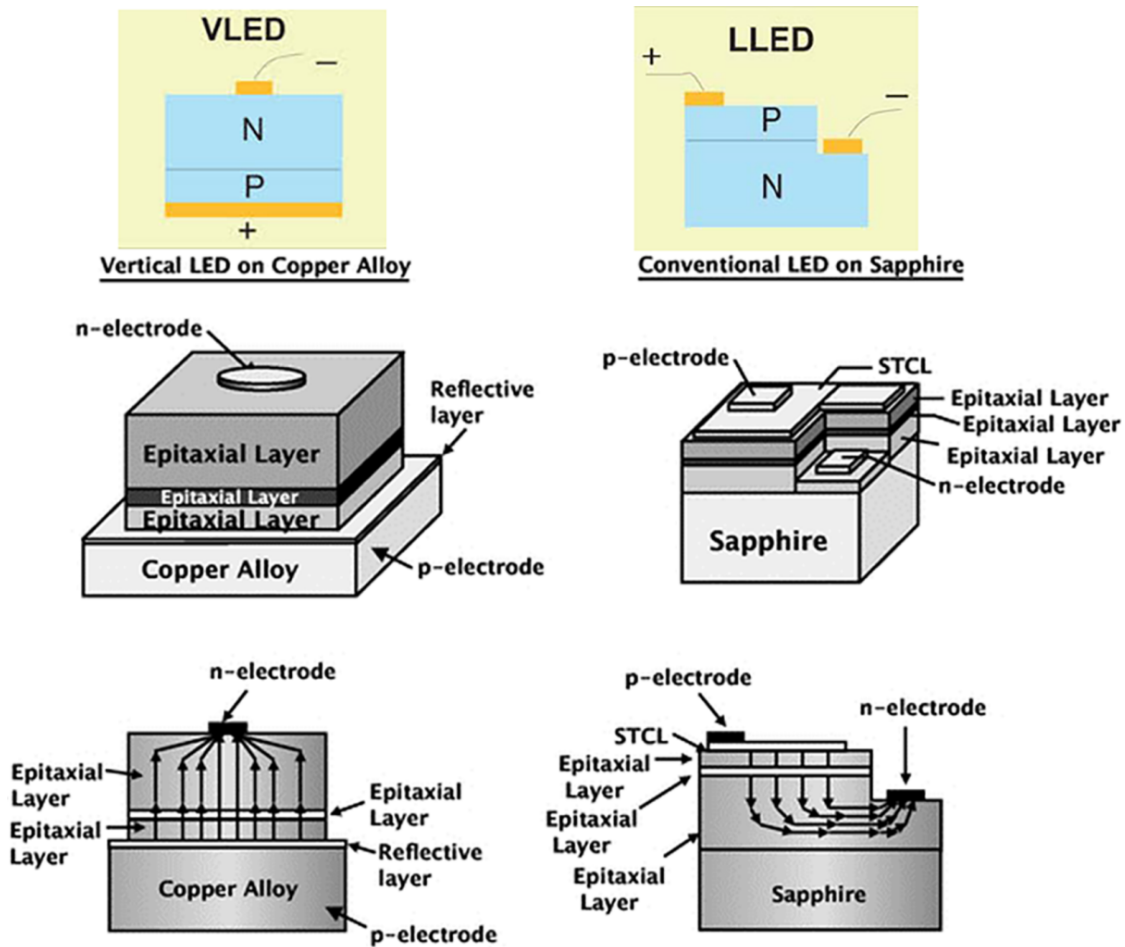 VLED
−
N
P
+
Vertical LED on Copper Alloy
LLED
+
−
P
N
Conventional LED on Sapphire
n-electrode
Reflective
layer
Epitaxial Layer
Epitaxial Layer
Epitaxial Layer
Copper Alloy
p-electrode
p-electrode
STCL
Epitaxial Layer
Epitaxial Layer
Epitaxial Layer
n-electrode
Sapphire
n-electrode
Epitaxial
Layer
Epitaxial
Layer
Epitaxial
Layer
Reflective
layer
Copper Alloy
p-electrode
p-electrode
n-electrode
STCL
Epitaxial
Layer
Epitaxial
Layer
Epitaxial
Layer
Sapphire